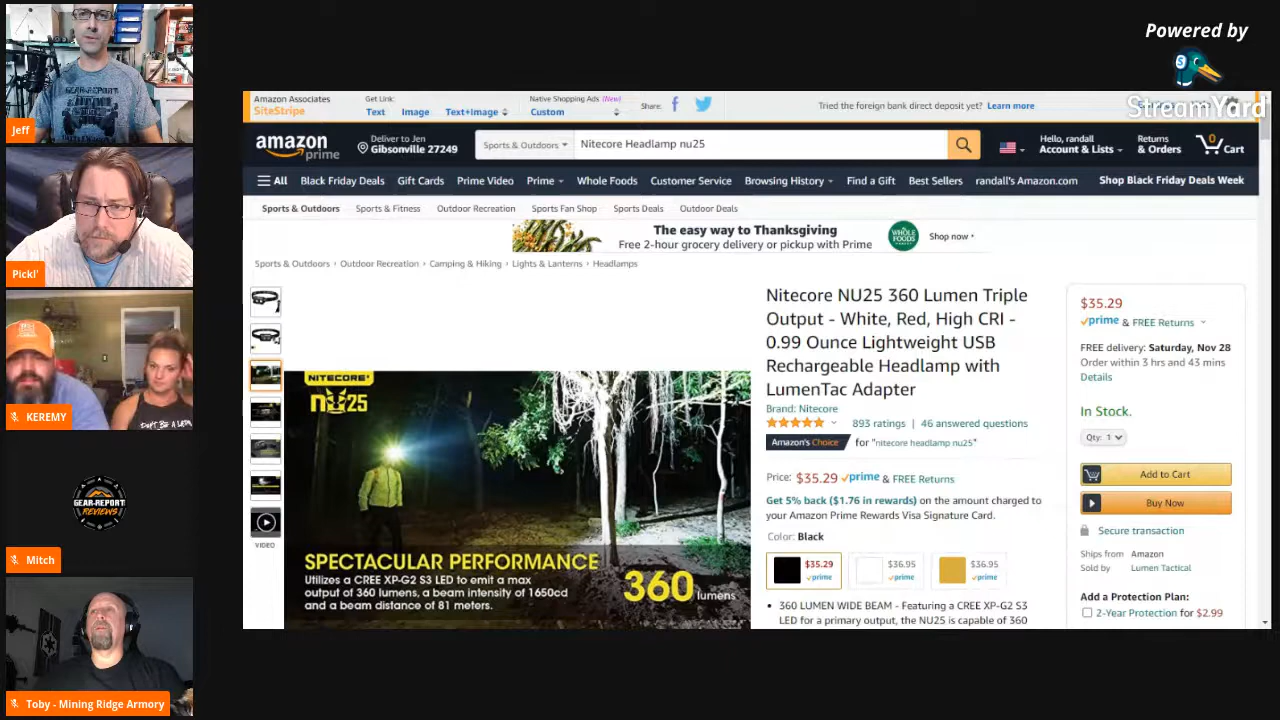 Powered by
StreamYard
GEAR-REPORT
Jeff
Pickl'
KEREMY
GEAR-REPORT
REVIEWS
Mitch
Toby - Mining Ridge Armory
Amazon Associates
SiteStripe
Get Link:
Text Image Text+Image
Native Shopping Ads (New)
Custom
Share:
Tried the foreign bank direct deposit yet? Learn more
amazon
prime
Deliver to Jen
Gibsonville 27249
Sports & Outdoors
Nitecore Headlamp nu25
Hello, randall
Account & Lists
Returns
& Orders
0
Cart
All Black Friday Deals Gift Cards Prime Video Prime Whole Foods Customer Service Browsing History Find a Gift Best Sellers randall's Amazon.com Shop Black Friday Deals Week
Sports & Outdoors Sports & Fitness Outdoor Recreation Sports Fan Shop Sports Deals Outdoor Deals
The easy way to Thanksgiving
Free 2-hour grocery delivery or pickup with Prime
WHOLE
FOODS
Shop now
Sports & Outdoors › Outdoor Recreation › Camping & Hiking › Lights & Lanterns › Headlamps
VIDEO
NITECORE
NU25
SPECTACULAR PERFORMANCE
Utilizes a CREE XP-G2 S3 LED to emit a max
output of 360 lumens, a beam intensity of 1650cd
and a beam distance of 81 meters.
360 lumens
Nitecore NU25 360 Lumen Triple
Output - White, Red, High CRI -
0.99 Ounce Lightweight USB
Rechargeable Headlamp with
LumenTac Adapter
Brand: Nitecore
893 ratings | 46 answered questions
Amazon's Choice for "nitecore headlamp nu25"
Price: $35.29 prime & FREE Returns
Get 5% back ($1.76 in rewards) on the amount charged to
your Amazon Prime Rewards Visa Signature Card.
Color: Black
$35.29
prime
$36.95
prime
$36.95
prime
• 360 LUMEN WIDE BEAM - Featuring a CREE XP-G2 S3
LED for a primary output, the NU25 is capable of 360
$35.29
prime & FREE Returns
FREE delivery: Saturday, Nov 28
Order within 3 hrs and 43 mins
Details
In Stock.
Qty: 1
Add to Cart
Buy Now
Secure transaction
Ships from Amazon
Sold by Lumen Tactical
Add a Protection Plan:
2-Year Protection for $2.99